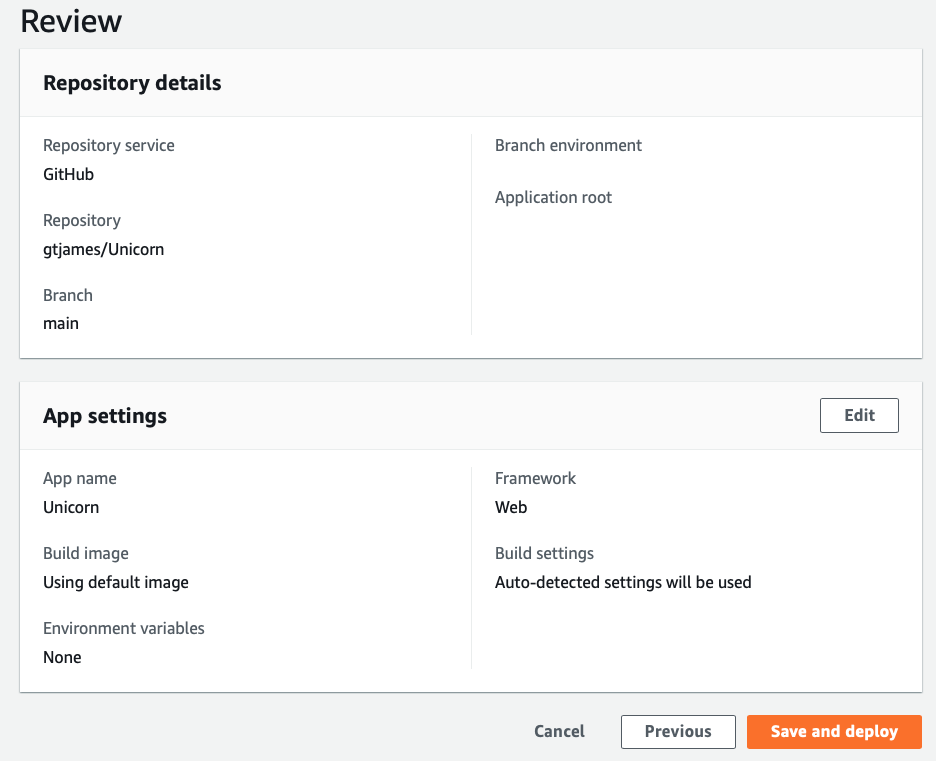 Review
Repository details
Repository service
GitHub
Repository
gtjames/Unicorn
Branch
main
Branch environment
Application root
App settings
Edit
App name
Unicorn
Build image
Using default image
Environment variables
None
Framework
Web
Build settings
Auto-detected settings will be used
Cancel
Previous
Save and deploy